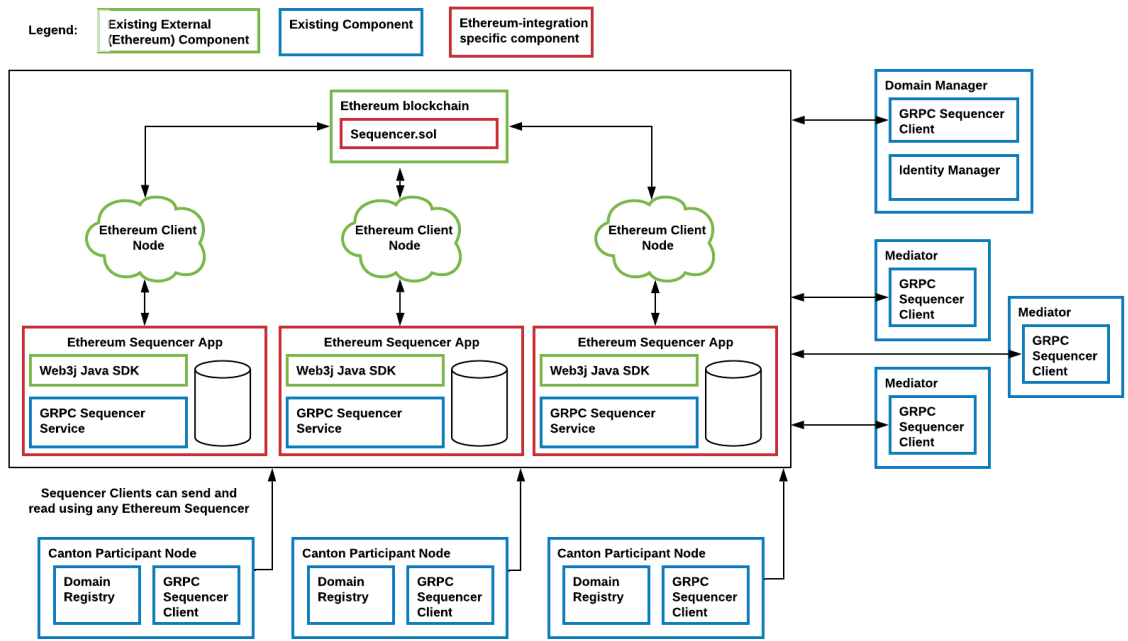 Legend:
Existing External
(Ethereum) Component
Existing Component
Ethereum-integration
specific component
Ethereum blockchain
Sequencer.sol
Ethereum Client
Node
Ethereum Client
Node
Ethereum Client
Node
Ethereum Sequencer App
Web3j Java SDK
GRPC Sequencer
Service
Ethereum Sequencer App
Web3j Java SDK
GRPC Sequencer
Service
Ethereum Sequencer App
Web3j Java SDK
GRPC Sequencer
Service
Domain Manager
GRPC Sequencer
Client
Identity Manager
Mediator
GRPC
Sequencer
Client
Mediator
GRPC
Sequencer
Client
Mediator
GRPC
Sequencer
Client
Sequencer Clients can send and
read using any Ethereum Sequencer
Canton Participant Node
Domain
Registry
GRPC
Sequencer
Client
Canton Participant Node
Domain
Registry
GRPC
Sequencer
Client
Canton Participant Node
Domain
Registry
GRPC
Sequencer
Client